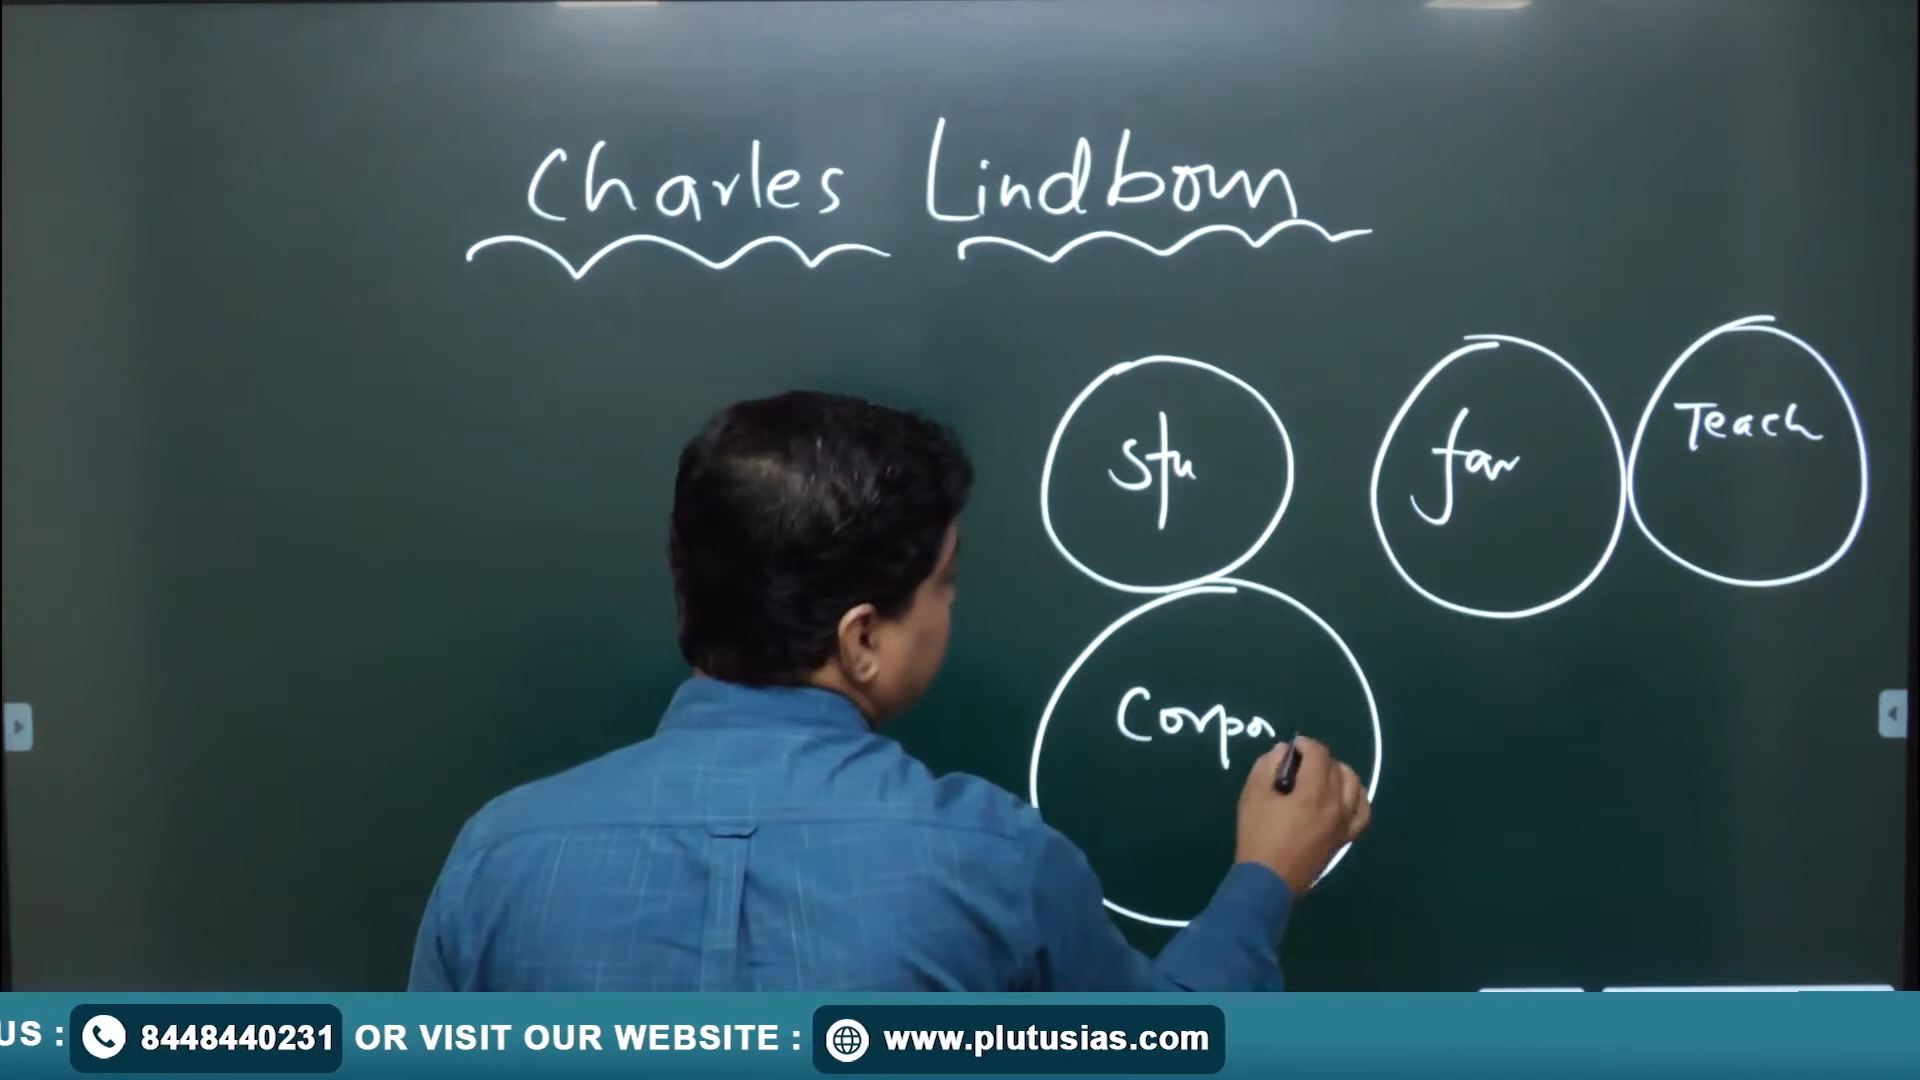 Charles Lindbom
Stu
far
Teach
Corpo
US : 8448440231 OR VISIT OUR WEBSITE : www.plutusias.com